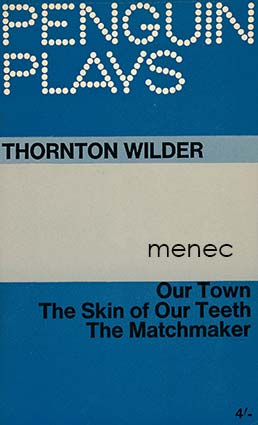 PENGUIN
PLAYS
THORNTON WILDER
menec
Our Town
The Skin of Our Teeth
The Matchmaker
4/-